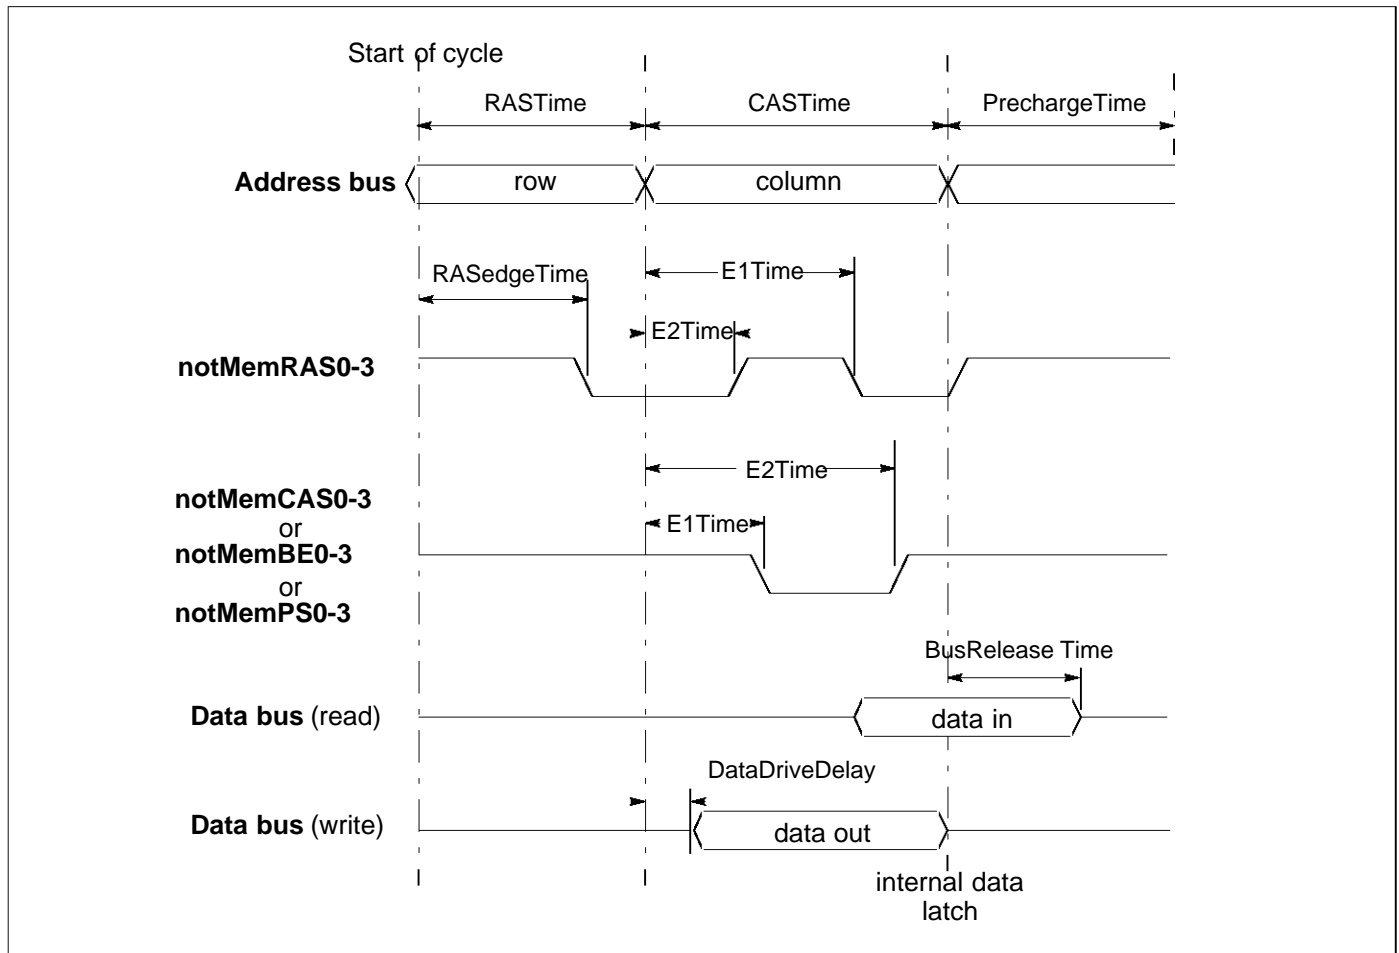 Start of cycle
RASTime
CASTime
PrechargeTime
Address bus
row
column
RASedgeTime
E1Time
E2Time
notMemRAS0-3
E2Time
notMemCAS0-3
E1Time
or
notMemBE0-3
or
notMemPS0-3
BusRelease Time
Data bus (read)
data in
DataDriveDelay
Data bus (write)
data out
internal data
latch